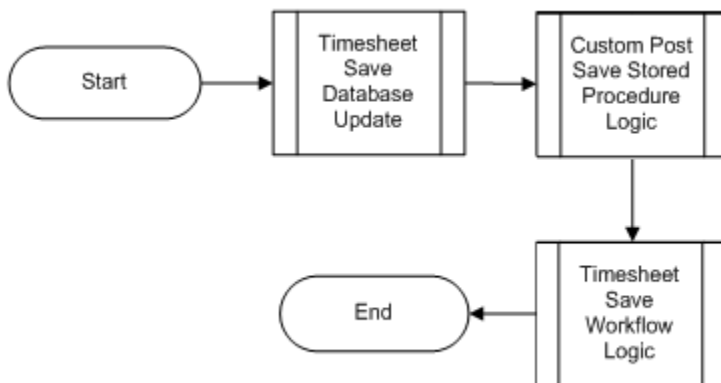 Start
Timesheet
Save
Database
Update
Custom Post
Save Stored
Procedure
Logic
Timesheet
Save
Workflow
Logic
End